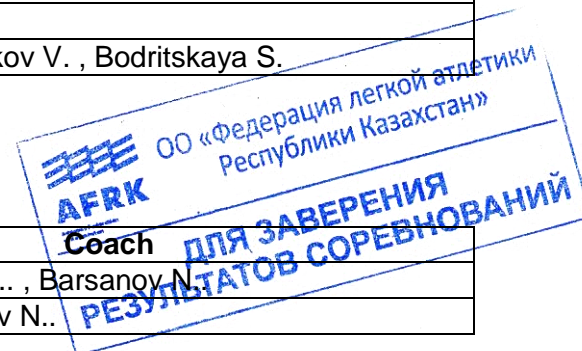 kov V. , Bodritskaya S.
ОО «Федерация легкой атлетики
Республики Казахстан»
AFRK
ДЛЯ ЗАВЕРЕНИЯ
РЕЗУЛЬТАТОВ СОРЕВНОВАНИЙ
Coach
.. , Barsanov N..
v N..